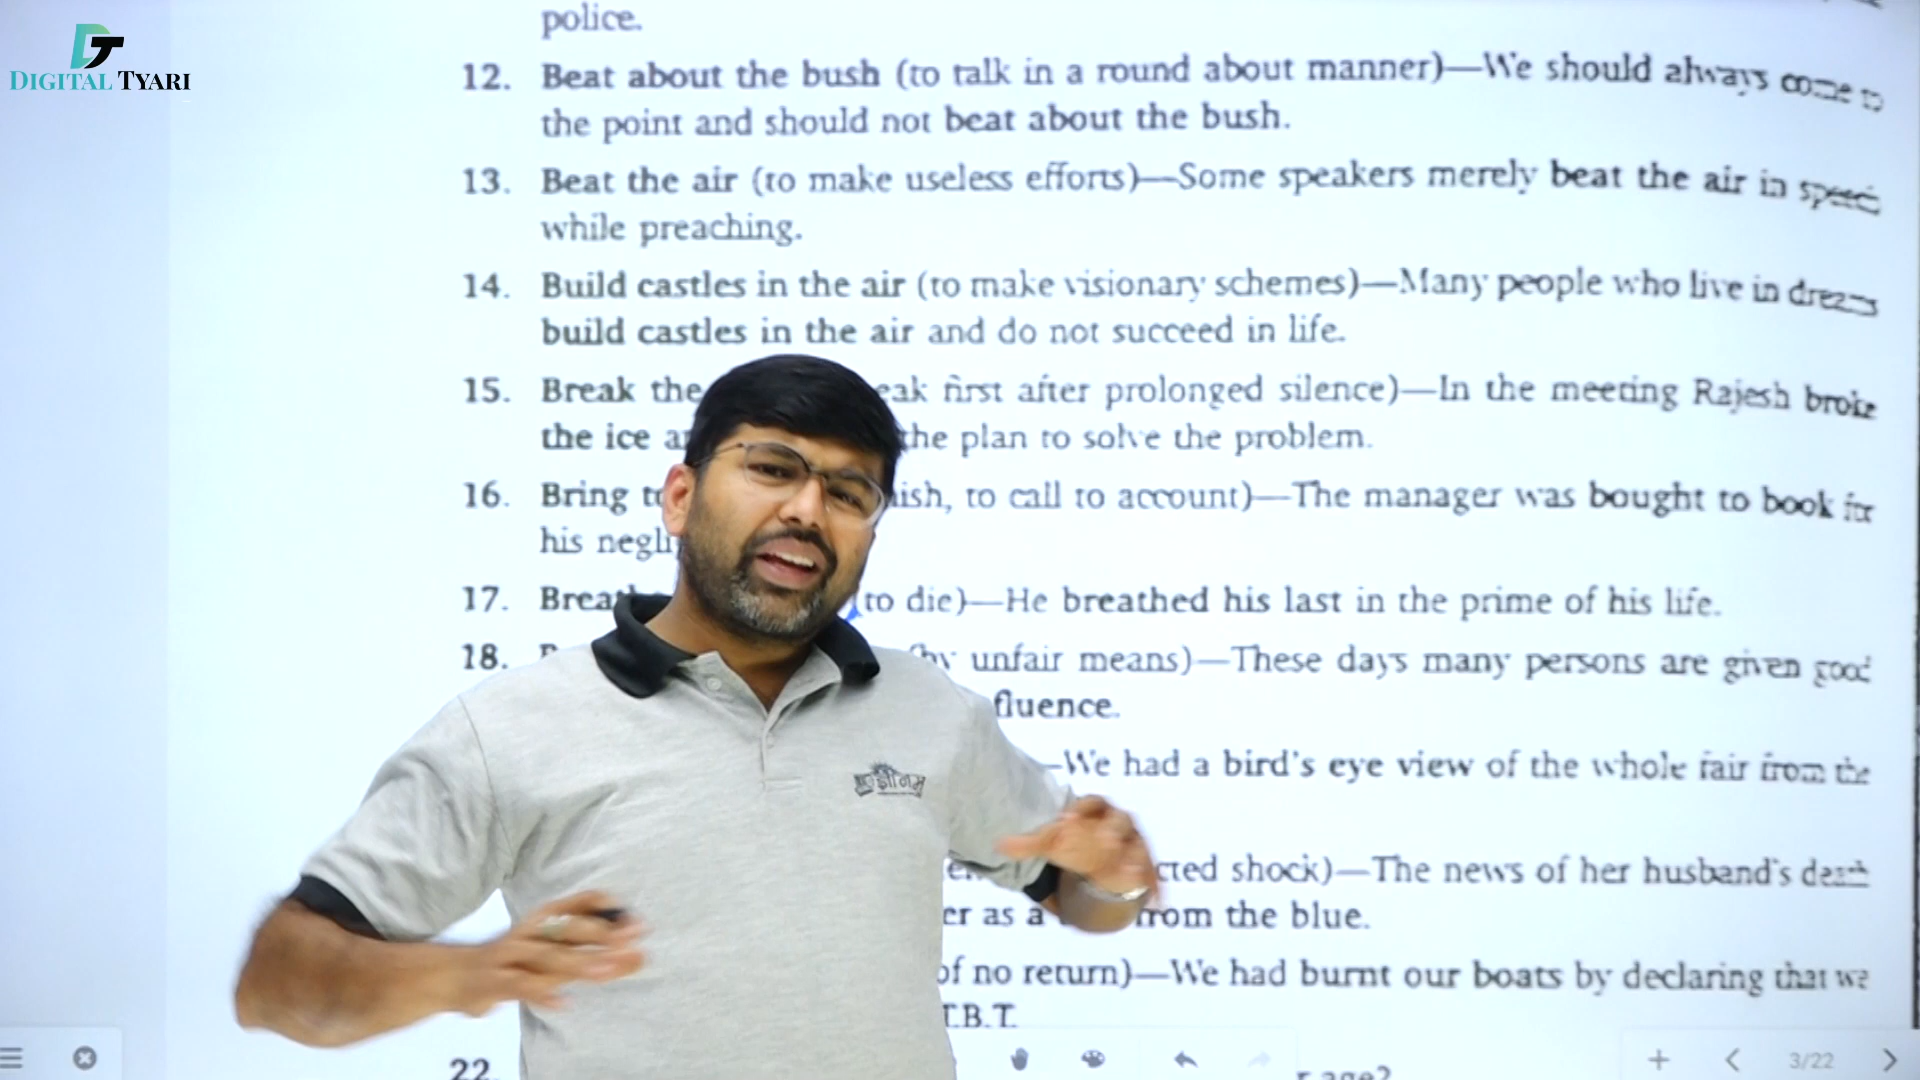 DT
DIGITAL TYARI
police.
12. Beat about the bush (to talk in a round about manner)—We should always come to
the point and should not beat about the bush.
13. Beat the air (to make useless efforts)—Some speakers merely beat the air in
while preaching.
14. Build castles in the air (to make visionary schemes)—Many people who live in dreams
build castles in the air and do not succeed in life.
15. Break the eak first after prolonged silence)—In the meeting Rajesh broke
the ice a the plan to solve the problem.
16. Bring to ish, to call to account)—The manager was bought to book for
his negli
17. Breath (to die)—He breathed his last in the prime of his life.
18. (by unfair means)—These days many persons are given good
fluence.
—We had a bird's eye view of the whole fair from the
cted shock)—The news of her husband's death
er as a from the blue.
of no return)—We had burnt our boats by declaring that we
T.B.T.
22.
3/22